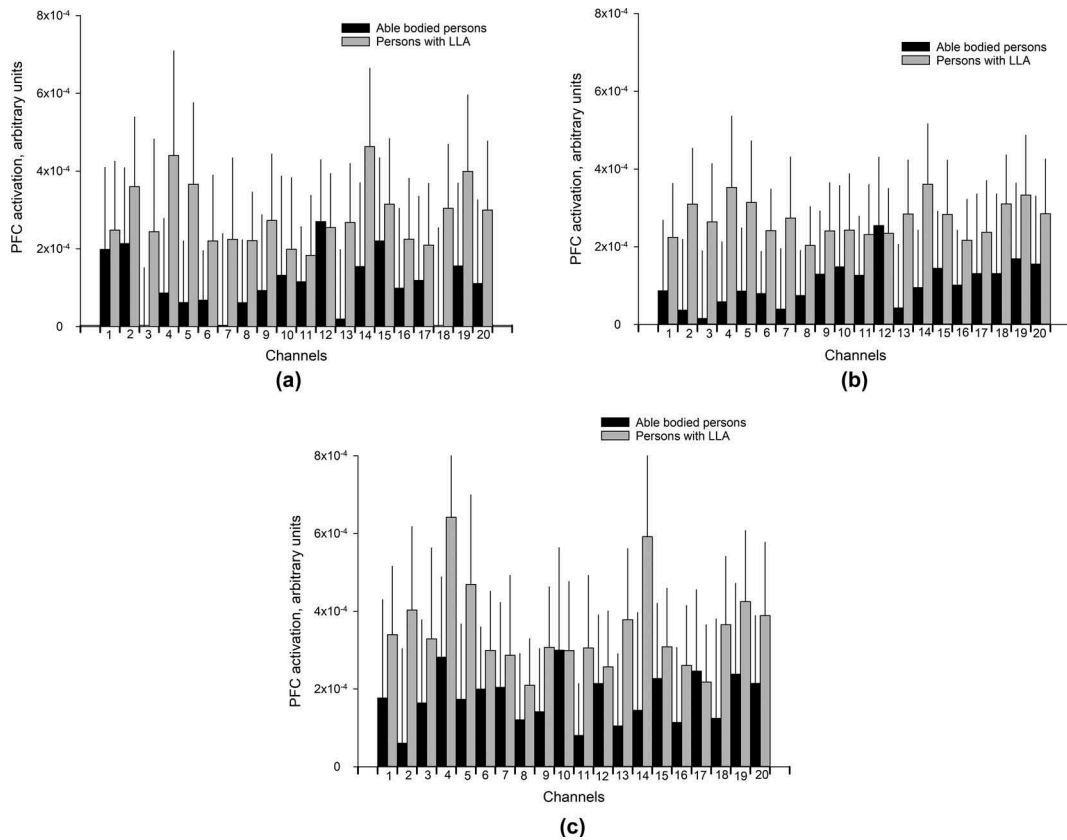 Able bodied persons
Persons with LLA
PFC activation, arbitrary units
8x10⁻⁴
6x10⁻⁴
4x10⁻⁴
2x10⁻⁴
0
1 2 3 4 5 6 7 8 9 10 11 12 13 14 15 16 17 18 19 20
Channels
(a)
Able bodied persons
Persons with LLA
PFC activation, arbitrary units
8x10⁻⁴
6x10⁻⁴
4x10⁻⁴
2x10⁻⁴
0
1 2 3 4 5 6 7 8 9 10 11 12 13 14 15 16 17 18 19 20
Channels
(b)
Able bodied persons
Persons with LLA
PFC activation, arbitrary units
8x10⁻⁴
6x10⁻⁴
4x10⁻⁴
2x10⁻⁴
0
1 2 3 4 5 6 7 8 9 10 11 12 13 14 15 16 17 18 19 20
Channels
(c)